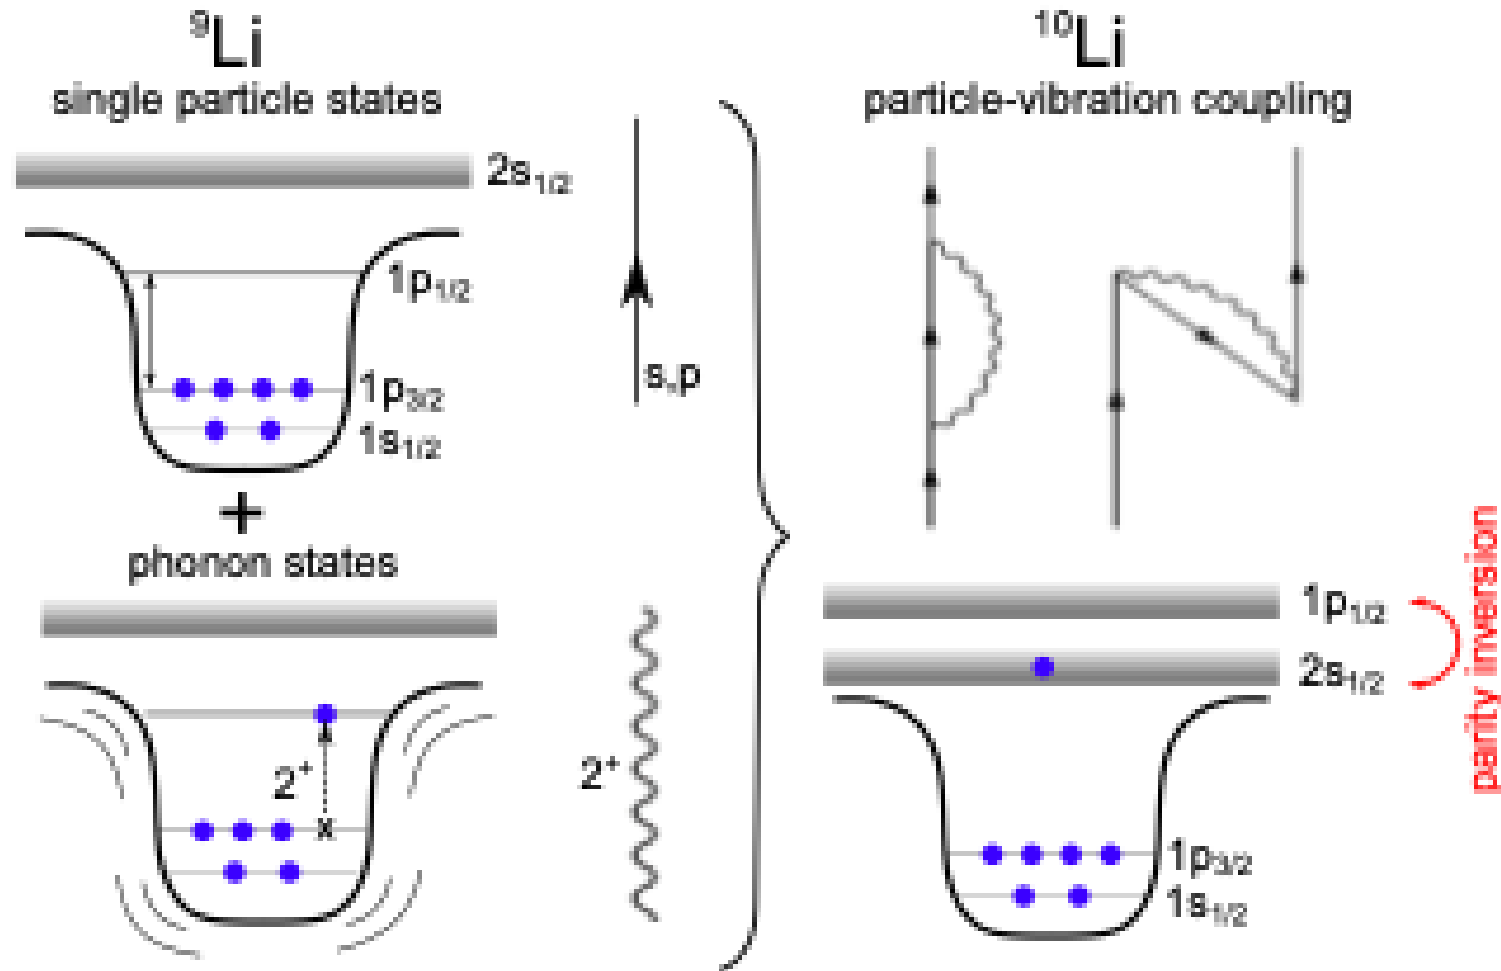 ⁹Li
single particle states
2s₁/₂
1p₁/₂
1p₃/₂
1s₁/₂
s,p
+
phonon states
2⁺
x
2⁺
¹⁰Li
particle-vibration coupling
1p₁/₂
2s₁/₂
parity inversion
1p₃/₂
1s₁/₂